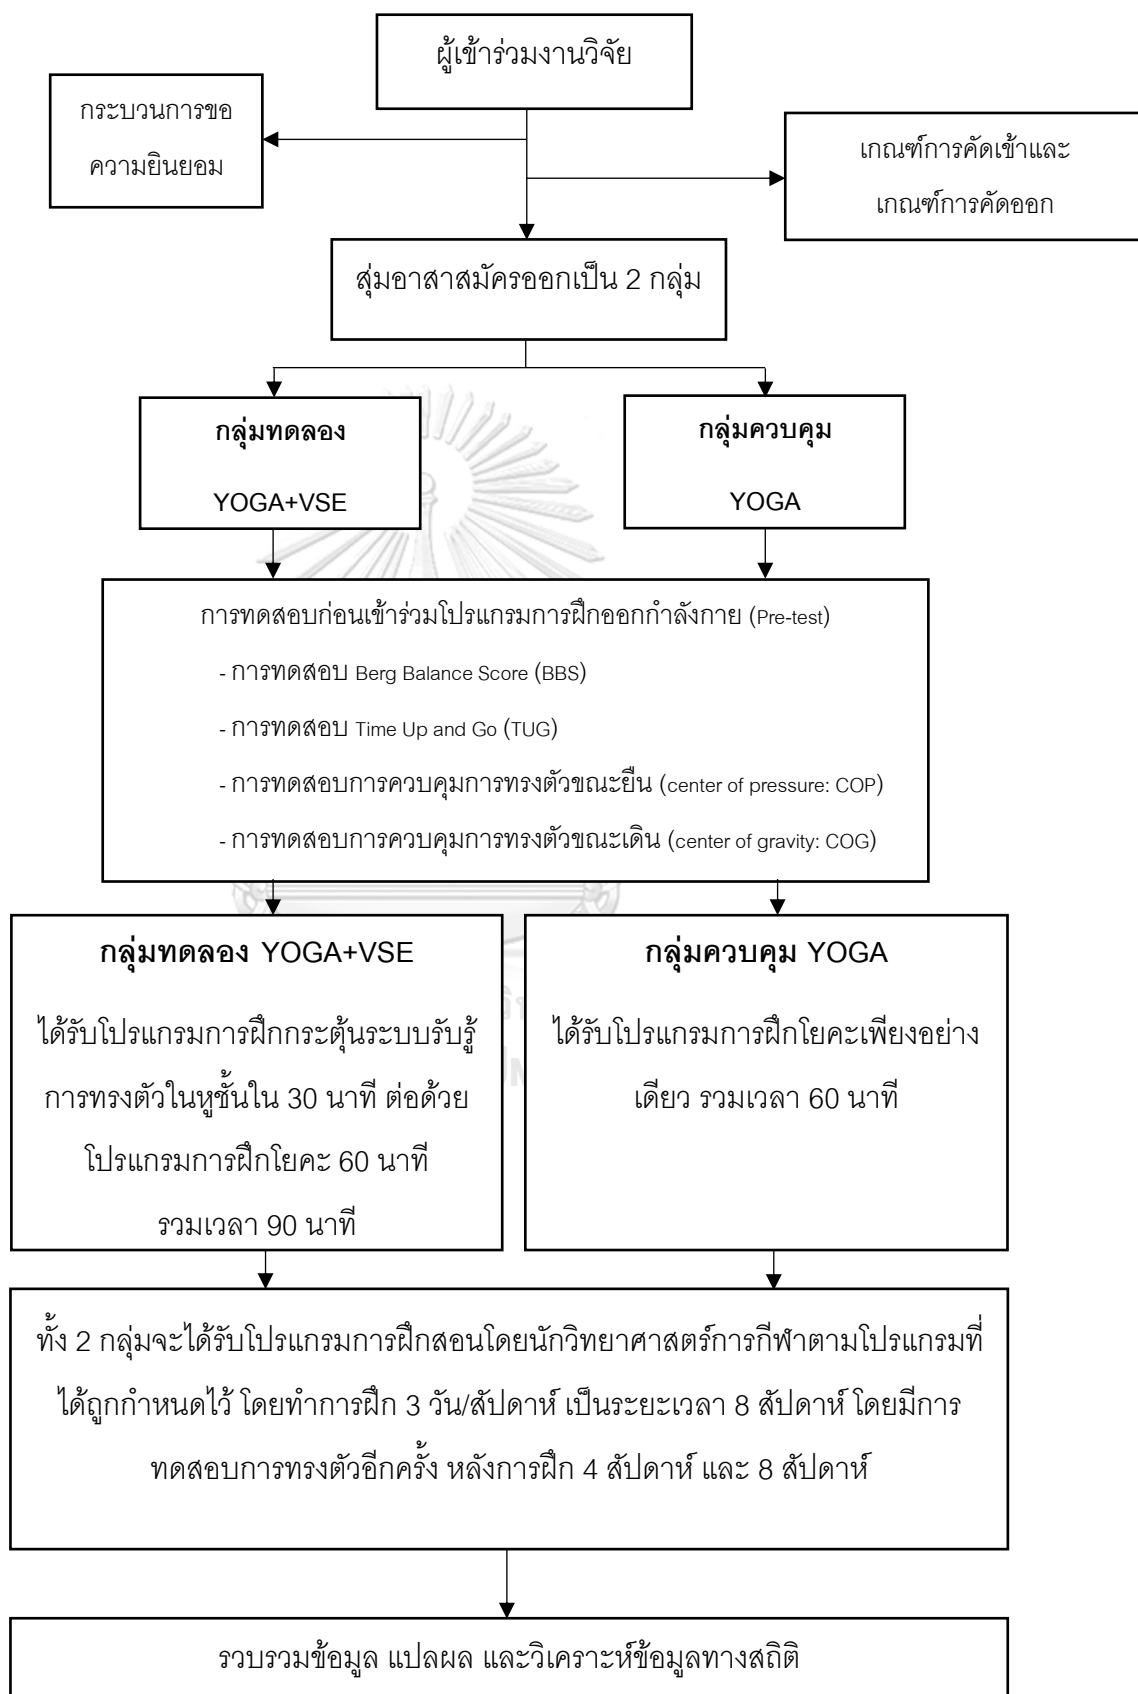 ผู้เข้าร่วมงานวิจัย
กระบวนการขอ
ความยินยอม
เกณฑ์การคัดเข้าและ
เกณฑ์การคัดออก
สุ่มอาสาสมัครออกเป็น 2 กลุ่ม
กลุ่มทดลอง
YOGA+VSE
กลุ่มควบคุม
YOGA
การทดสอบก่อนเข้าร่วมโปรแกรมการฝึกออกกำลังกาย (Pre-test)
- การทดสอบ Berg Balance Score (BBS)
- การทดสอบ Time Up and Go (TUG)
- การทดสอบการควบคุมการทรงตัวขณะยืน (center of pressure: COP)
- การทดสอบการควบคุมการทรงตัวขณะเดิน (center of gravity: COG)
กลุ่มทดลอง YOGA+VSE
ได้รับโปรแกรมการฝึกกระตุ้นระบบรับรู้
การทรงตัวในหูชั้นใน 30 นาที ต่อด้วย
โปรแกรมการฝึกโยคะ 60 นาที
รวมเวลา 90 นาที
กลุ่มควบคุม YOGA
ได้รับโปรแกรมการฝึกโยคะเพียงอย่าง
เดียว รวมเวลา 60 นาที
ทั้ง 2 กลุ่มจะได้รับโปรแกรมการฝึกสอนโดยนักวิทยาศาสตร์การกีฬาตามโปรแกรมที่
ได้ถูกกำหนดไว้ โดยทำการฝึก 3 วัน/สัปดาห์ เป็นระยะเวลา 8 สัปดาห์ โดยมีการ
ทดสอบการทรงตัวอีกครั้ง หลังการฝึก 4 สัปดาห์ และ 8 สัปดาห์
รวบรวมข้อมูล แปลผล และวิเคราะห์ข้อมูลทางสถิติ